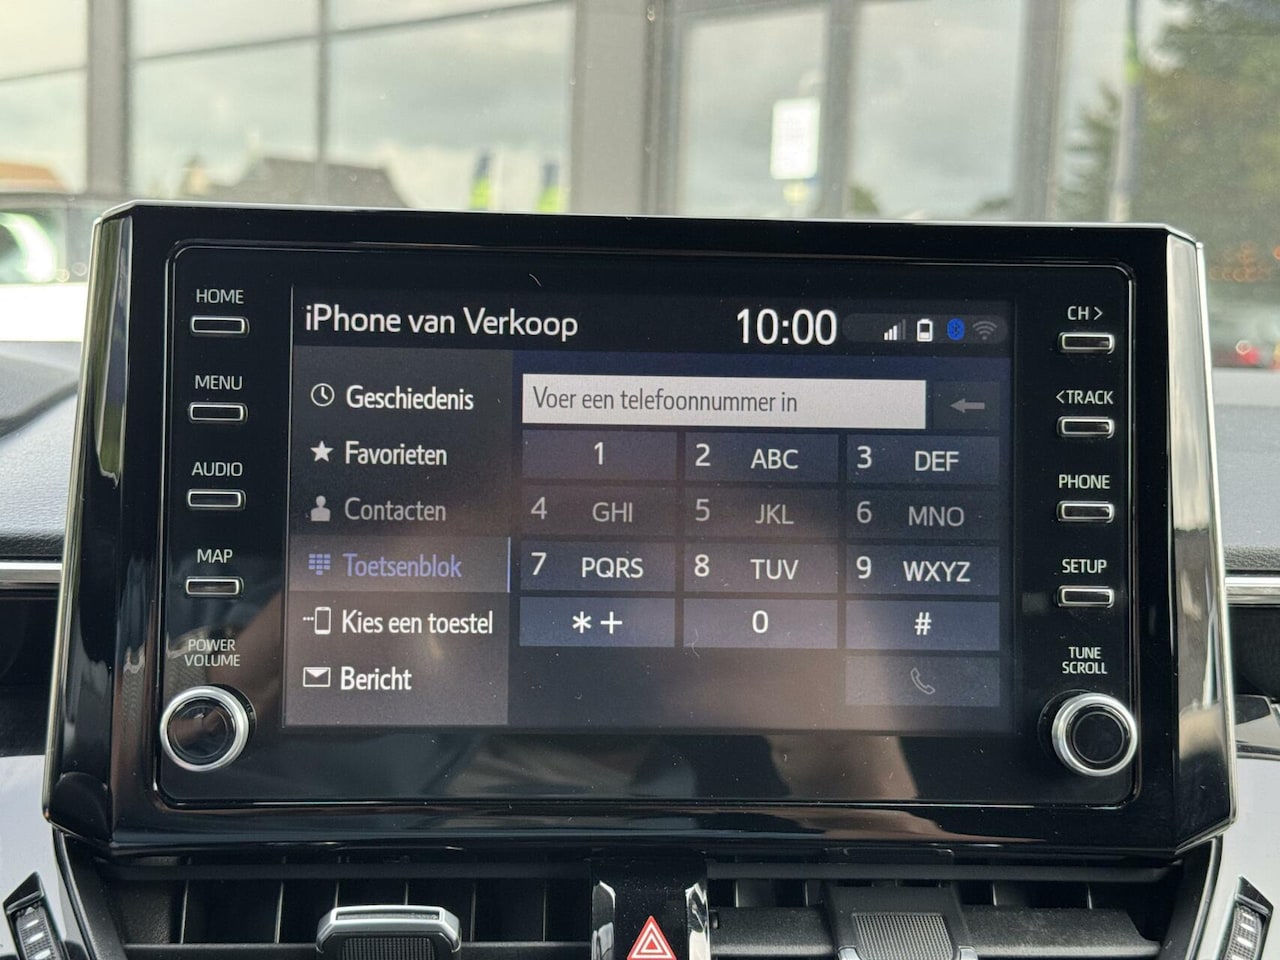 HOME
MENU
AUDIO
MAP
POWER
VOLUME
iPhone van Verkoop 10:00
Geschiedenis
Favorieten
Contacten
Toetsenblok
Kies een toestel
Bericht
Voer een telefoonnummer in
1 2 ABC 3 DEF
4 GHI 5 JKL 6 MNO
7 PQRS 8 TUV 9 WXYZ
*+ 0 #
CH >
<TRACK
PHONE
SETUP
TUNE
SCROLL